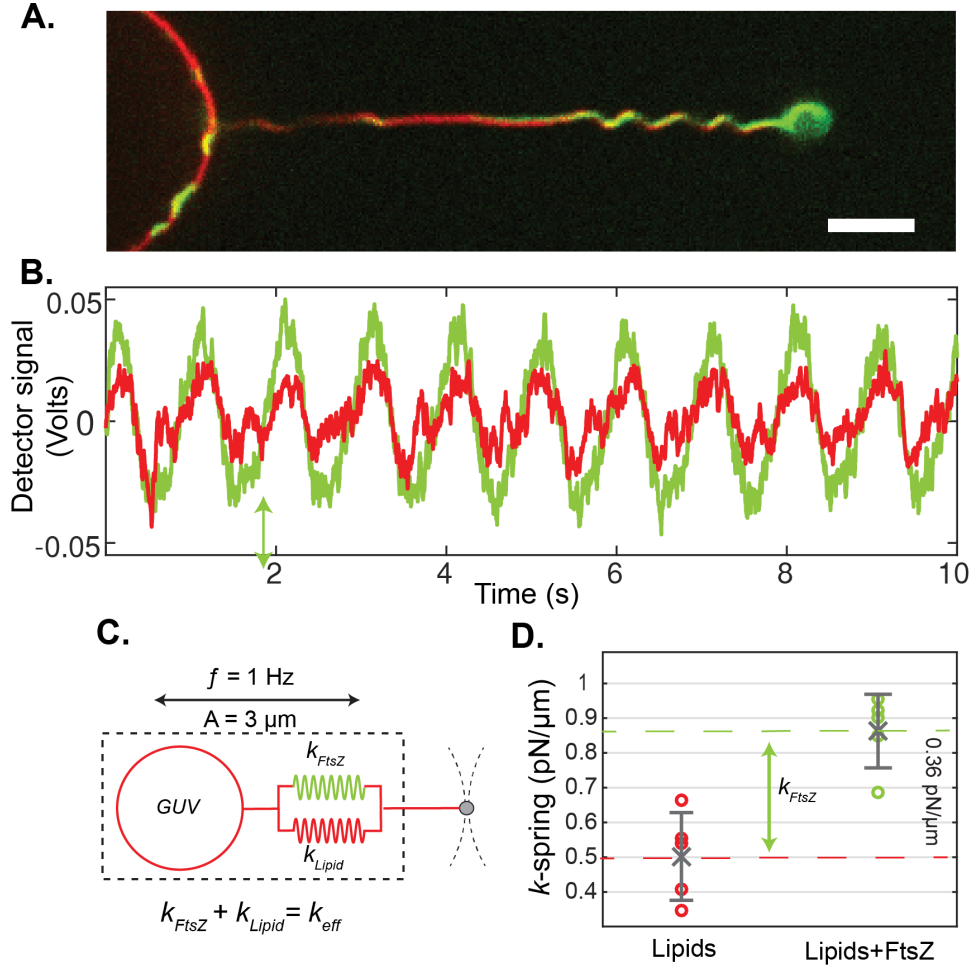 A.
B.
0.05
0
-0.05
Detector signal
(Volts)
2
4
6
8
10
Time (s)
C.
f = 1 Hz
A = 3 μm
GUV
kFtsZ
kLipid
kFtsZ + kLipid = keff
D.
k-spring (pN/μm)
1
0.9
0.8
0.7
0.6
0.5
0.4
kFtsZ
0.36 pN/μm
Lipids
Lipids+FtsZ